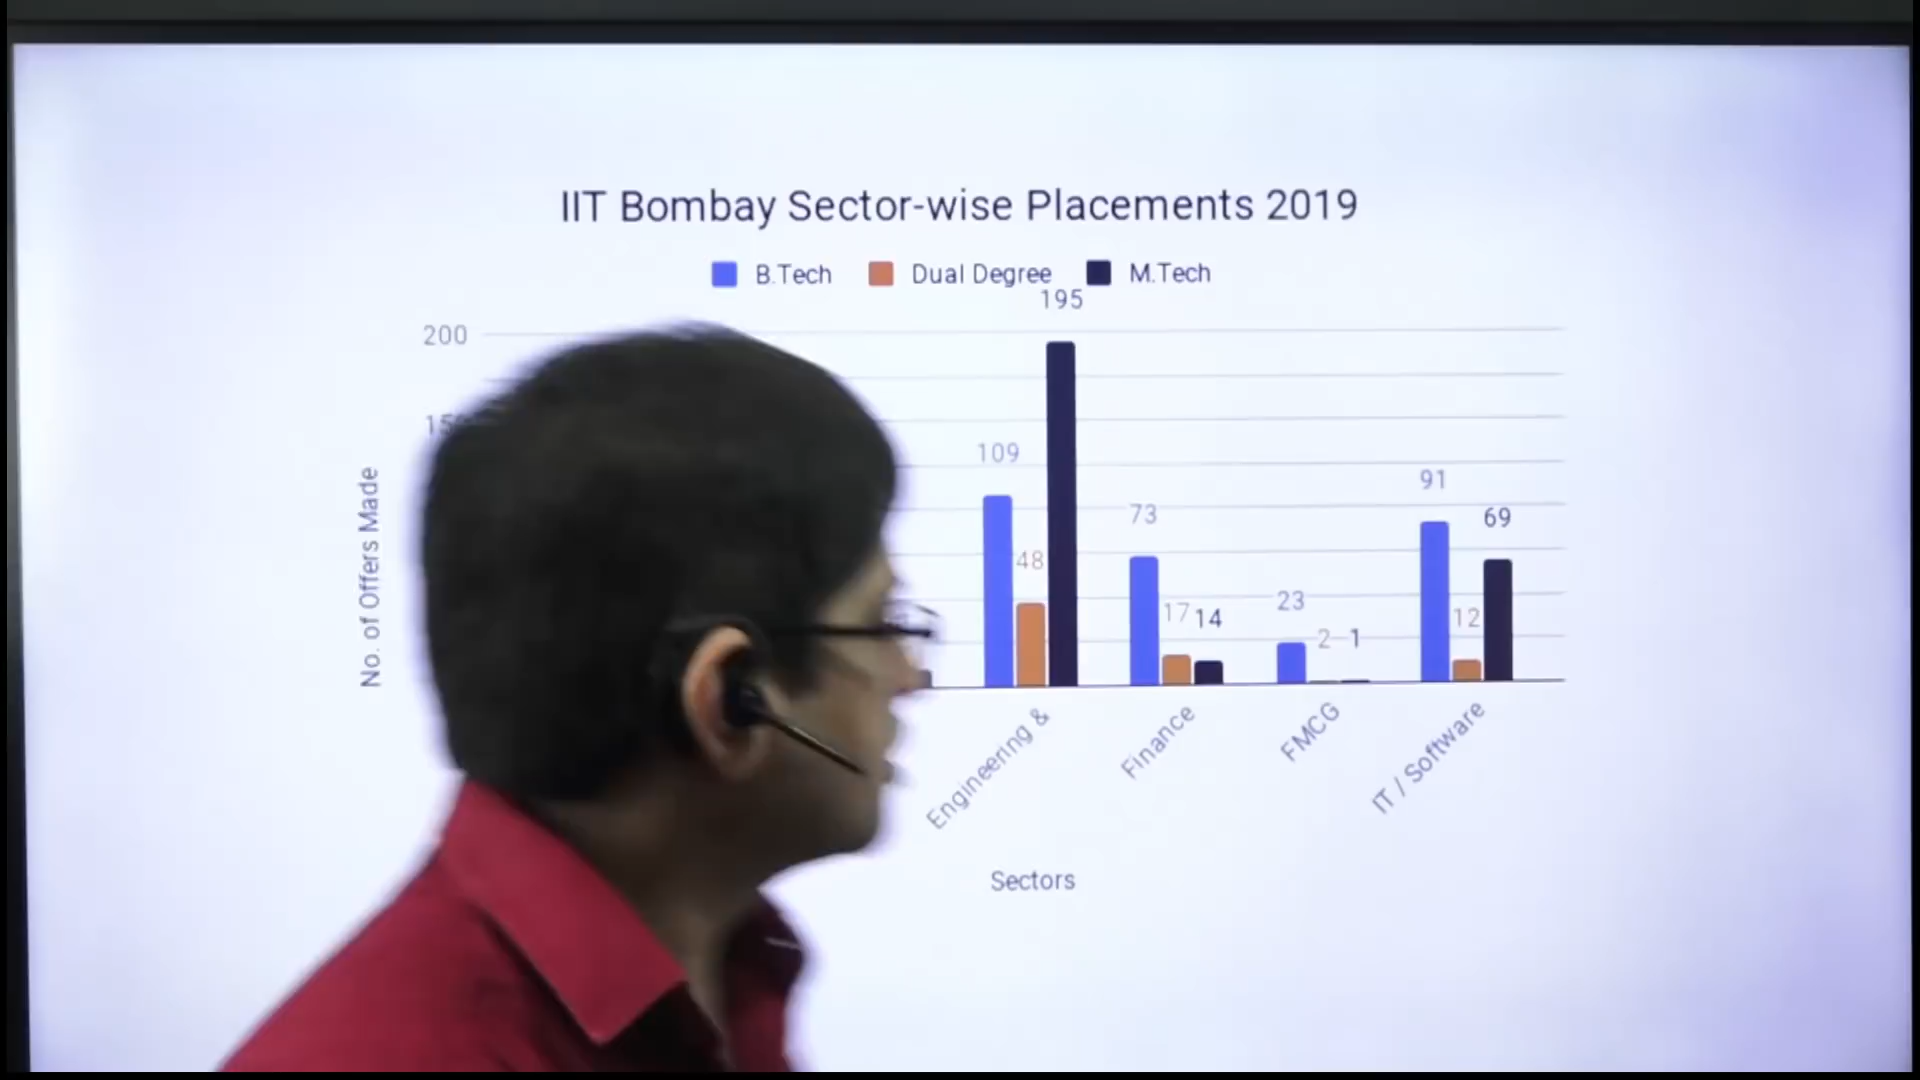 IIT Bombay Sector-wise Placements 2019
B.Tech Dual Degree M.Tech
200
No. of Offers Made
109
48
195
73
17
14
23
2
1
91
12
69
Engineering &
Finance
FMCG
IT / Software
Sectors